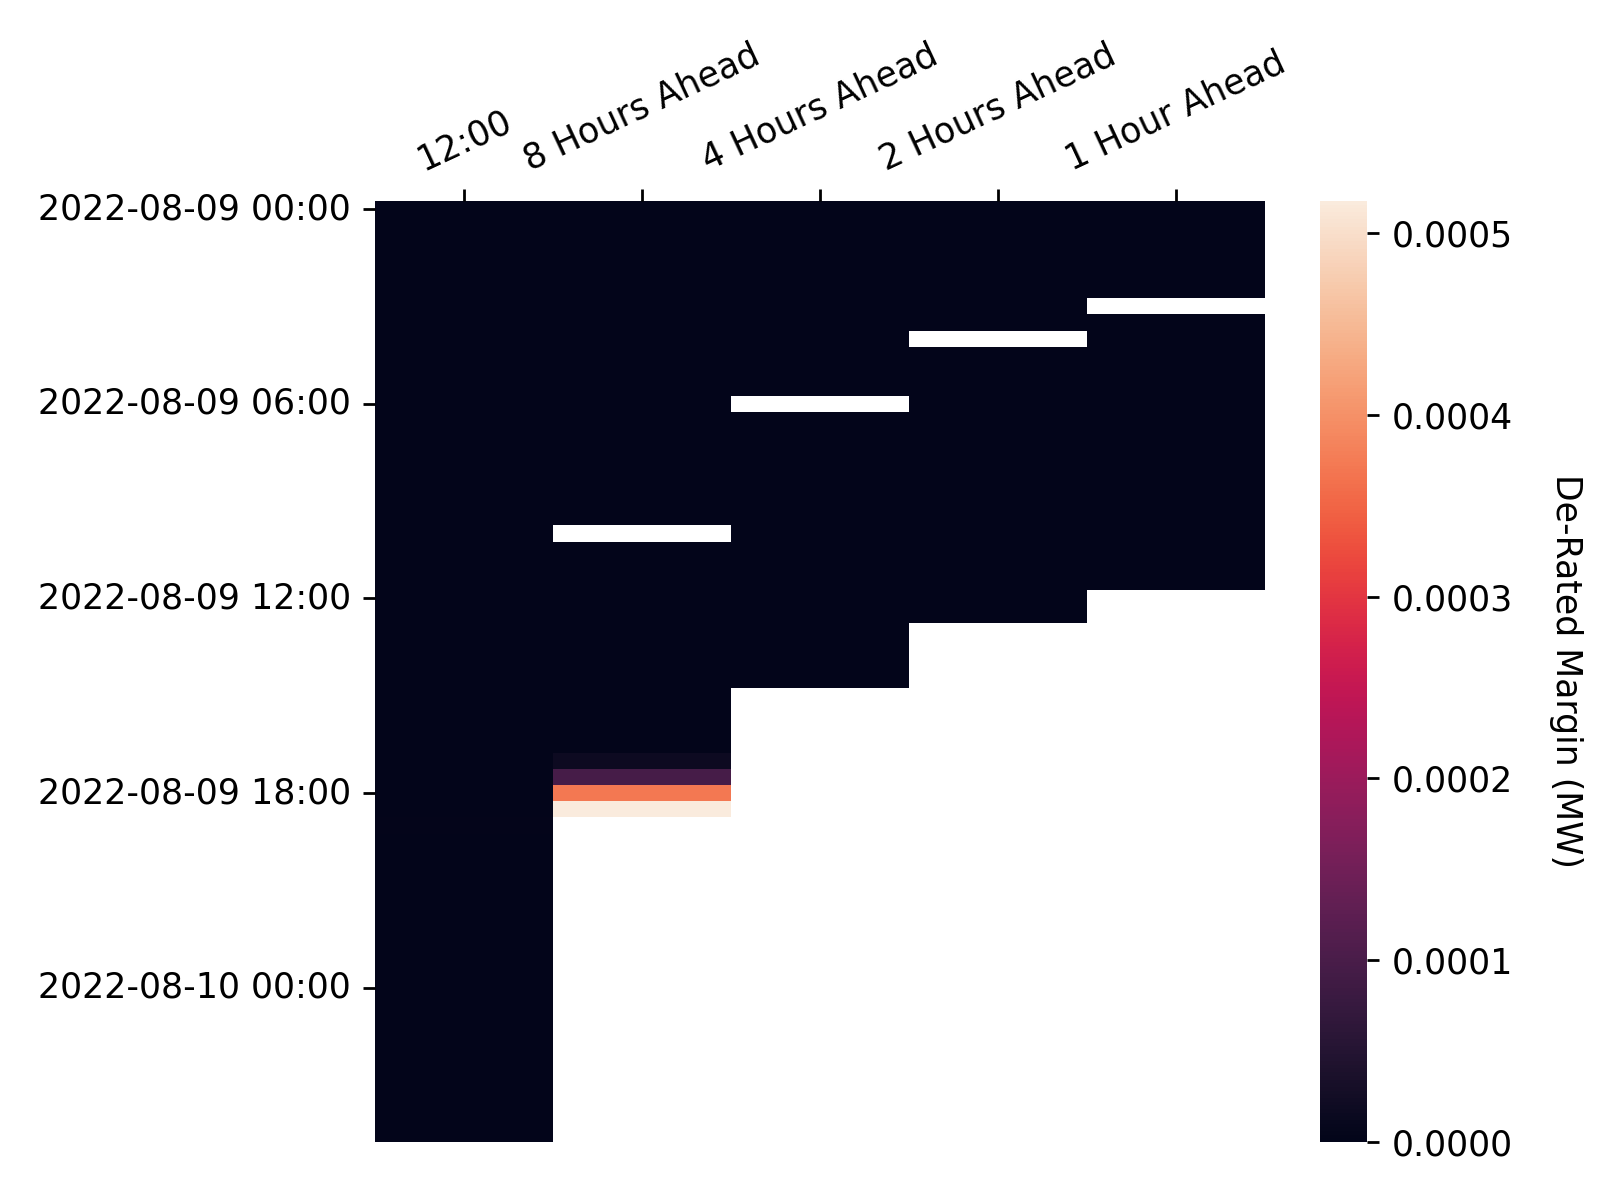 12:00
8 Hours Ahead
4 Hours Ahead
2 Hours Ahead
1 Hour Ahead
2022-08-09 00:00
2022-08-09 06:00
2022-08-09 12:00
2022-08-09 18:00
2022-08-10 00:00
0.0005
0.0004
0.0003
0.0002
0.0001
0.0000
De-Rated Margin (MW)